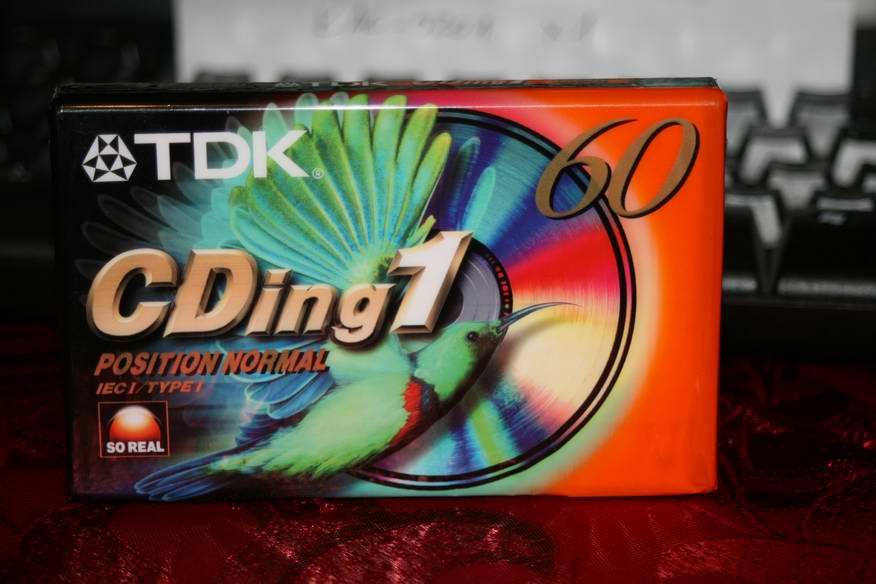 TDK®
60
CDing1
POSITION NORMAL
IEC I/TYPE I
SO REAL